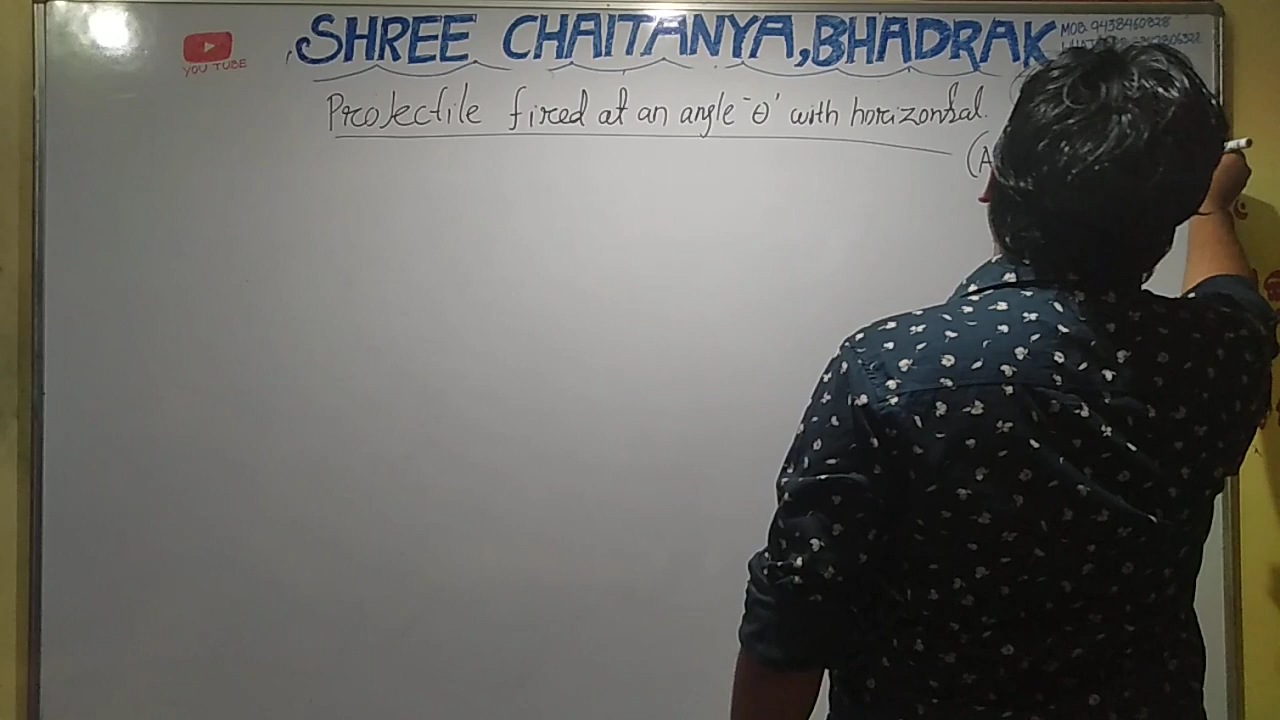 SHREE CHAITANYA, BHADRAK
MOB. 9438460828
YOU TUBE
Projectile fired at an angle 'θ' with horizontal.
(A